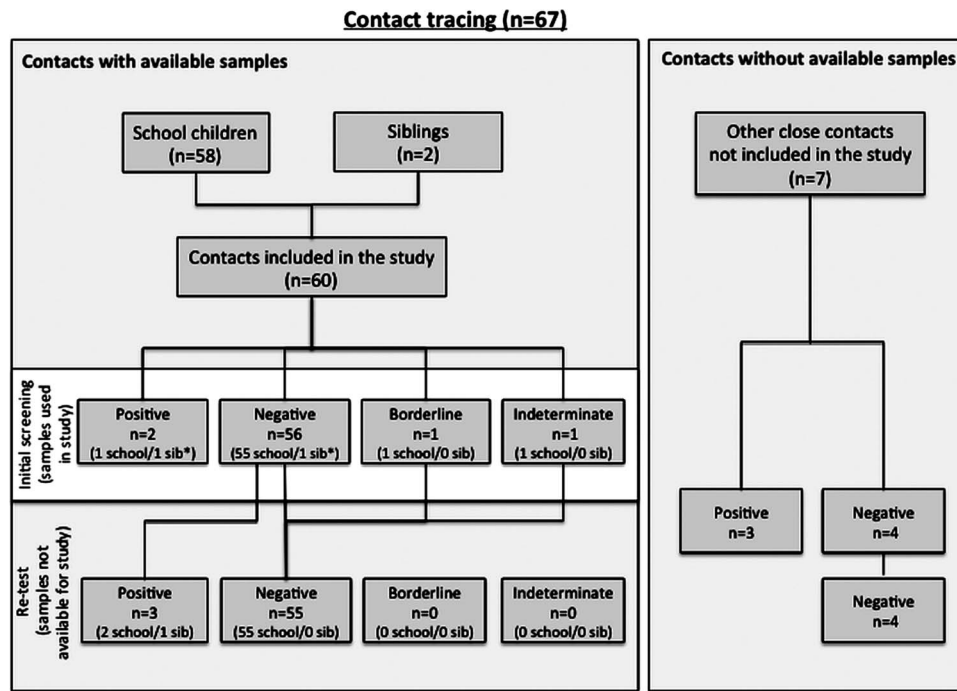 Contact tracing (n=67)
Contacts with available samples
School children
(n=58)
Siblings
(n=2)
Contacts included in the study
(n=60)
Initial screening
(samples used
in study)
Positive
n=2
(1 school/1 sib*)
Negative
n=56
(55 school/1 sib*)
Borderline
n=1
(1 school/0 sib)
Indeterminate
n=1
(1 school/0 sib)
Re-test
(samples not
available for study)
Positive
n=3
(2 school/1 sib)
Negative
n=55
(55 school/0 sib)
Borderline
n=0
(0 school/0 sib)
Indeterminate
n=0
(0 school/0 sib)
Contacts without available samples
Other close contacts
not included in the study
(n=7)
Positive
n=3
Negative
n=4
Negative
n=4